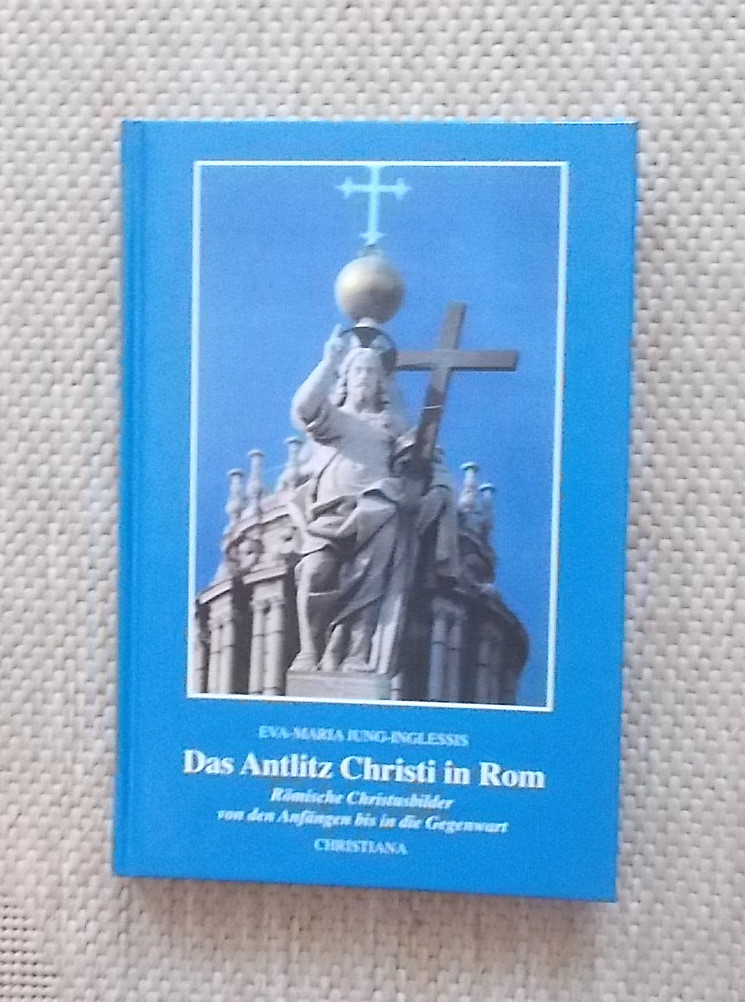 EVA-MARIA JUNG-INGLESSIS
Das Antlitz Christi in Rom
Römische Christusbilder
von den Anfängen bis in die Gegenwart
CHRISTIANA